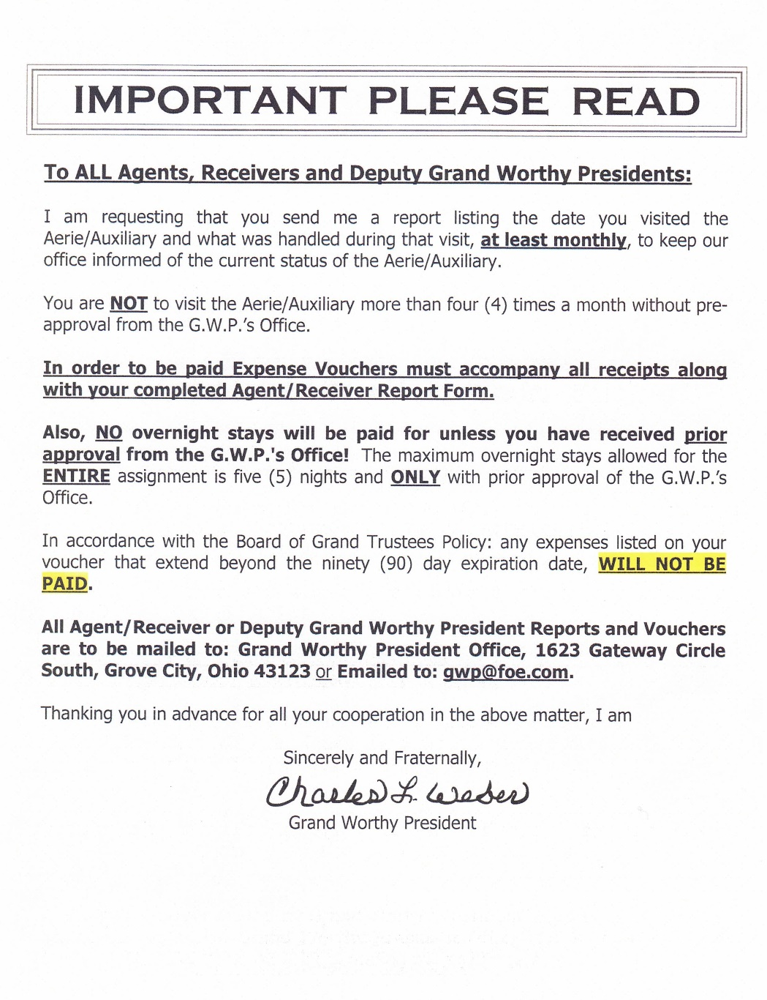 IMPORTANT PLEASE READ
To ALL Agents, Receivers and Deputy Grand Worthy Presidents:
I am requesting that you send me a report listing the date you visited the
Aerie/Auxiliary and what was handled during that visit, at least monthly, to keep our
office informed of the current status of the Aerie/Auxiliary.
You are NOT to visit the Aerie/Auxiliary more than four (4) times a month without pre-
approval from the G.W.P.'s Office.
In order to be paid Expense Vouchers must accompany all receipts along
with your completed Agent/Receiver Report Form.
Also, NO overnight stays will be paid for unless you have received prior
approval from the G.W.P.'s Office! The maximum overnight stays allowed for the
ENTIRE assignment is five (5) nights and ONLY with prior approval of the G.W.P.'s
Office.
In accordance with the Board of Grand Trustees Policy: any expenses listed on your
voucher that extend beyond the ninety (90) day expiration date, WILL NOT BE
PAID.
All Agent/Receiver or Deputy Grand Worthy President Reports and Vouchers
are to be mailed to: Grand Worthy President Office, 1623 Gateway Circle
South, Grove City, Ohio 43123 or Emailed to: gwp@foe.com.
Thanking you in advance for all your cooperation in the above matter, I am
Sincerely and Fraternally,
Charles L. Weber
Grand Worthy President